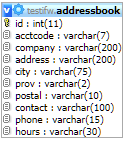 testifw.addressbook
id : int(11)
acctcode : varchar(7)
company : varchar(200)
address : varchar(200)
city : varchar(75)
prov : varchar(2)
postal : varchar(10)
contact : varchar(100)
phone : varchar(15)
hours : varchar(30)